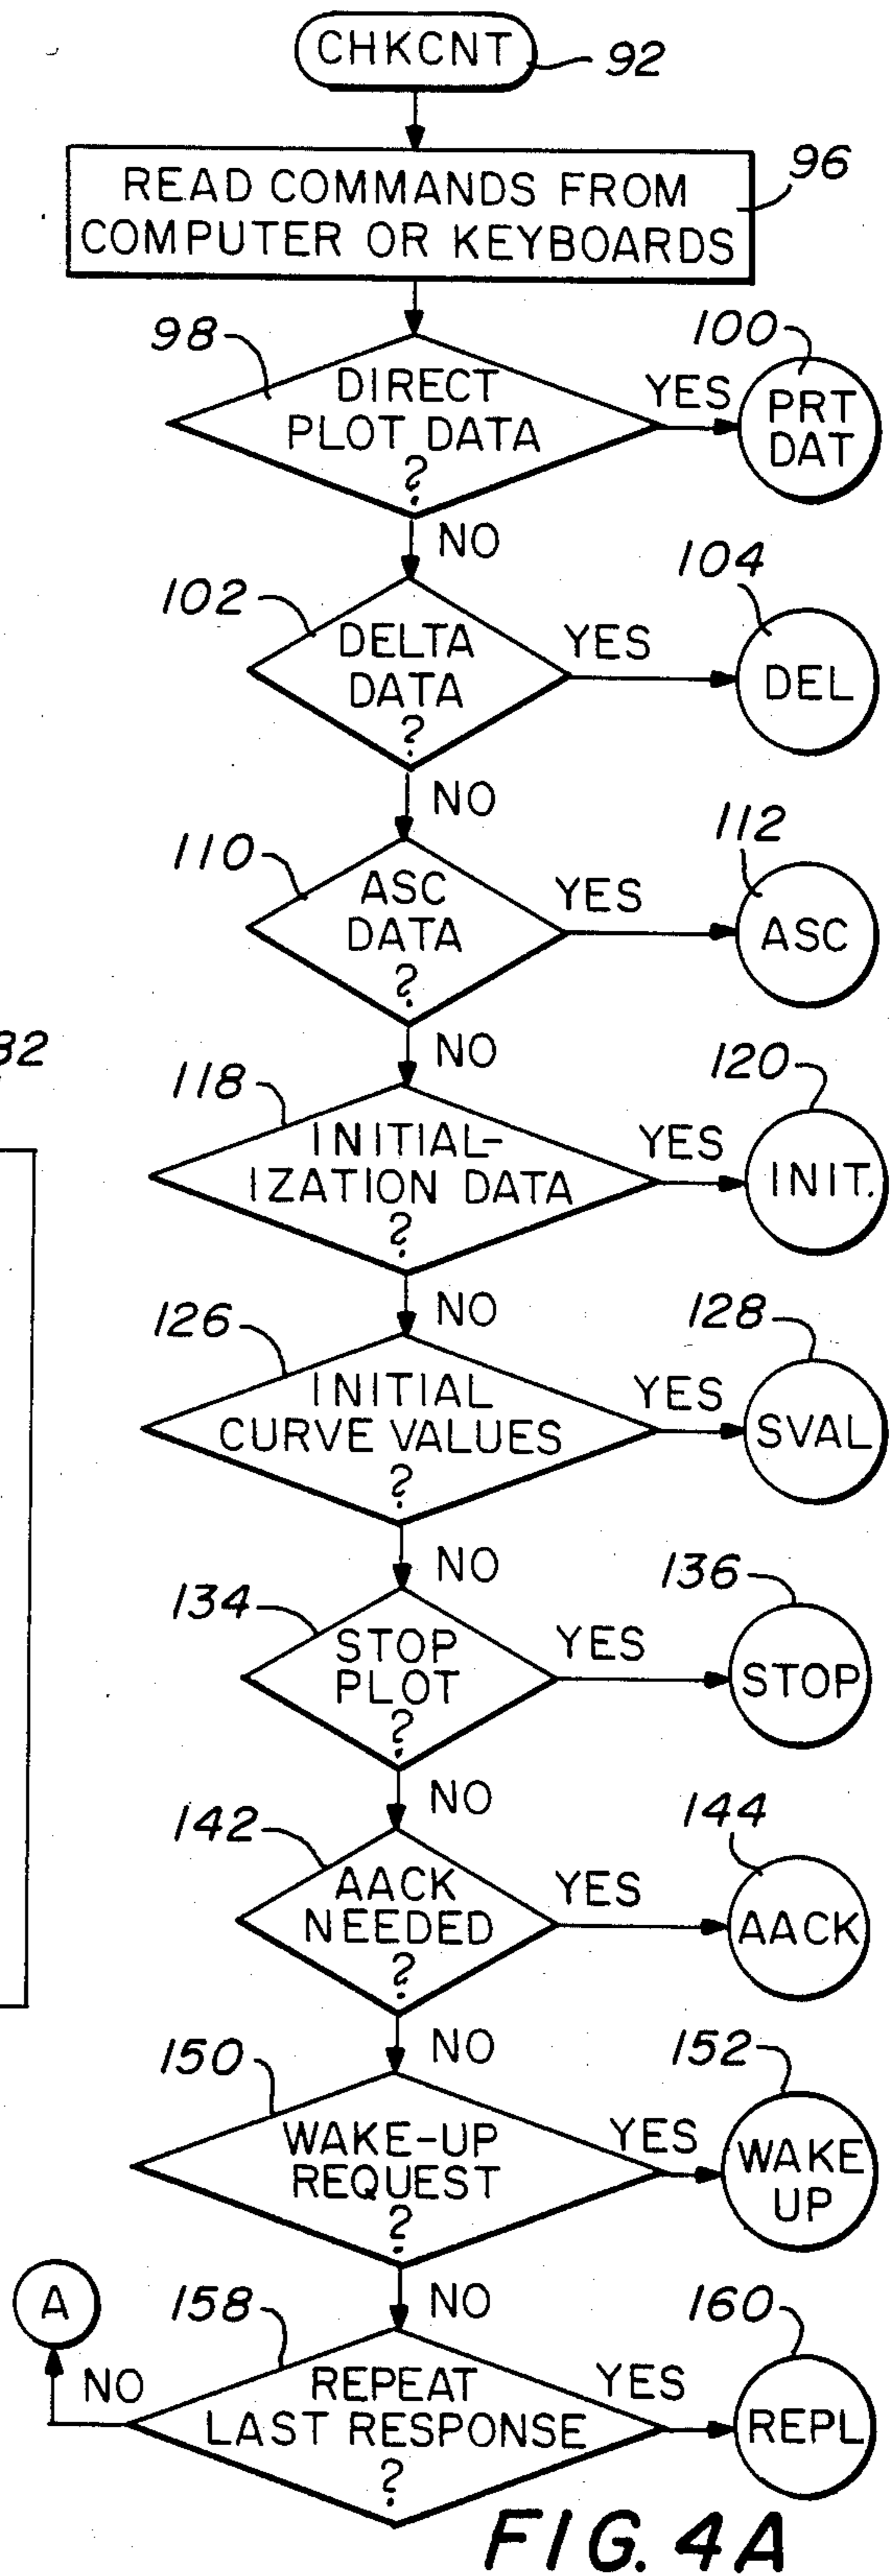 CHKCNT
92
READ COMMANDS FROM
COMPUTER OR KEYBOARDS
96
98
DIRECT
PLOT DATA
?
YES
100
PRT
DAT
NO
102
DELTA
DATA
?
YES
104
DEL
NO
110
ASC
DATA
?
YES
112
ASC
NO
118
INITIAL-
IZATION DATA
?
YES
120
INIT.
NO
126
INITIAL
CURVE VALUES
?
YES
128
SVAL
NO
134
STOP
PLOT
?
YES
136
STOP
NO
142
AACK
NEEDED
?
YES
144
AACK
NO
150
WAKE-UP
REQUEST
?
YES
152
WAKE
UP
NO
A
NO
158
REPEAT
LAST RESPONSE
?
YES
160
REPL
FIG. 4A